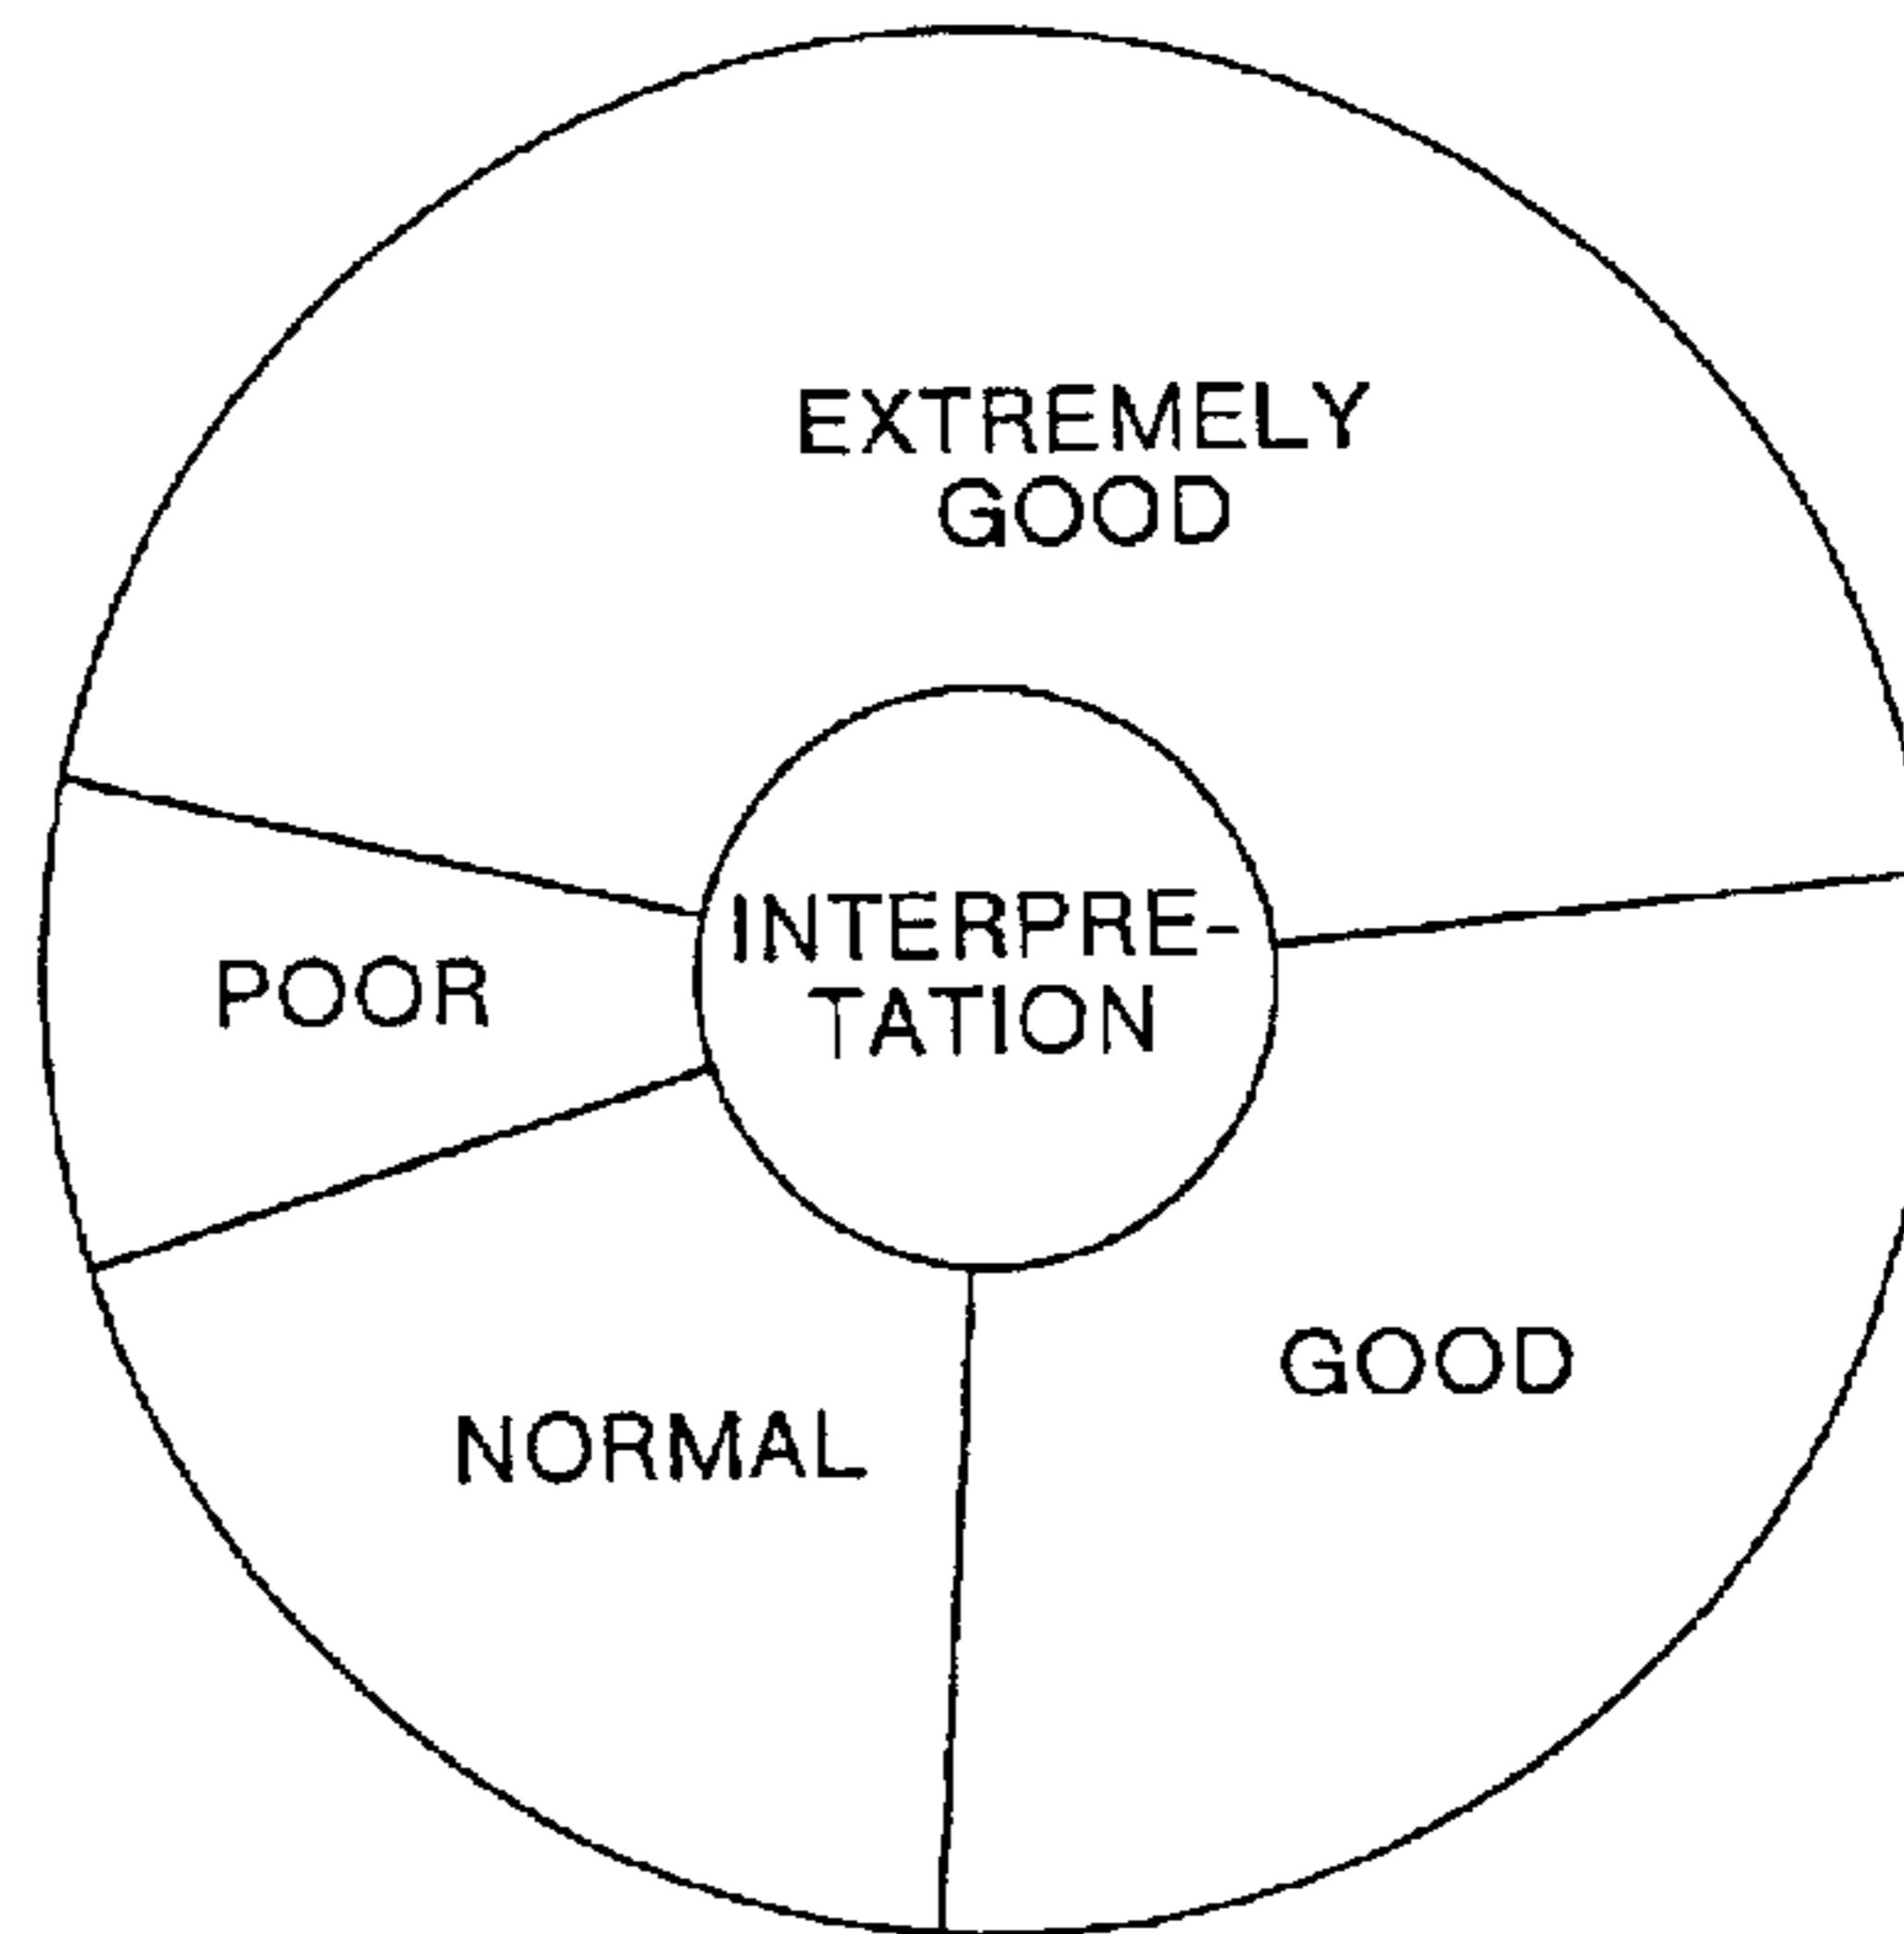 EXTREMELY
GOOD
INTERPRE-
TATION
POOR
GOOD
NORMAL